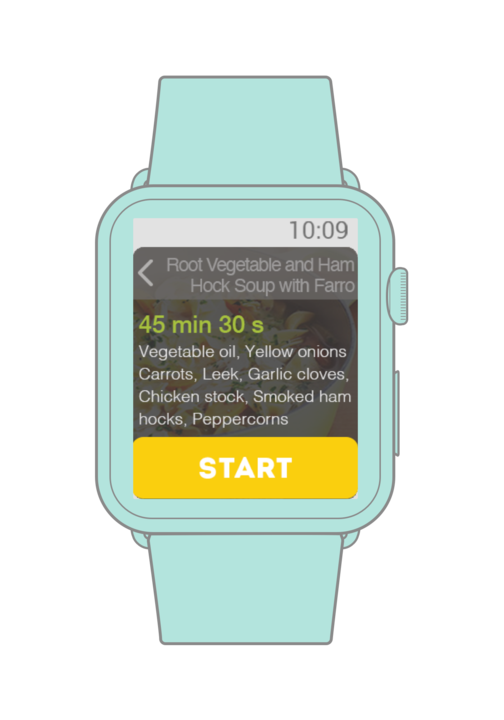 10:09
Root Vegetable and Ham
Hock Soup with Farro
45 min 30 s
Vegetable oil, Yellow onions
Carrots, Leek, Garlic cloves,
Chicken stock, Smoked ham
hocks, Peppercorns
START